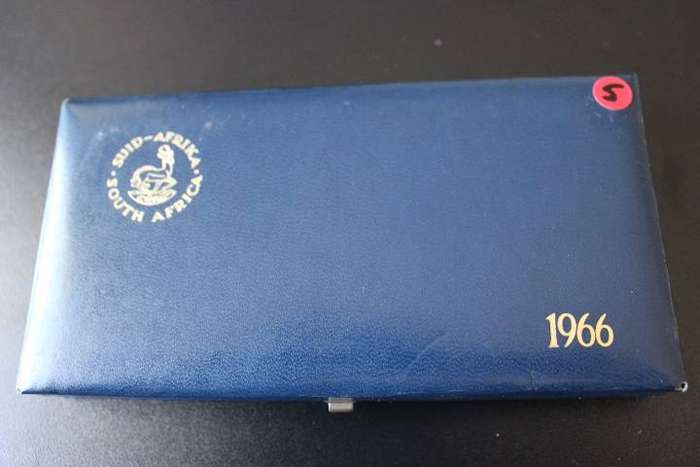 SUID-AFRIKA · SOUTH AFRICA ·
5
1966